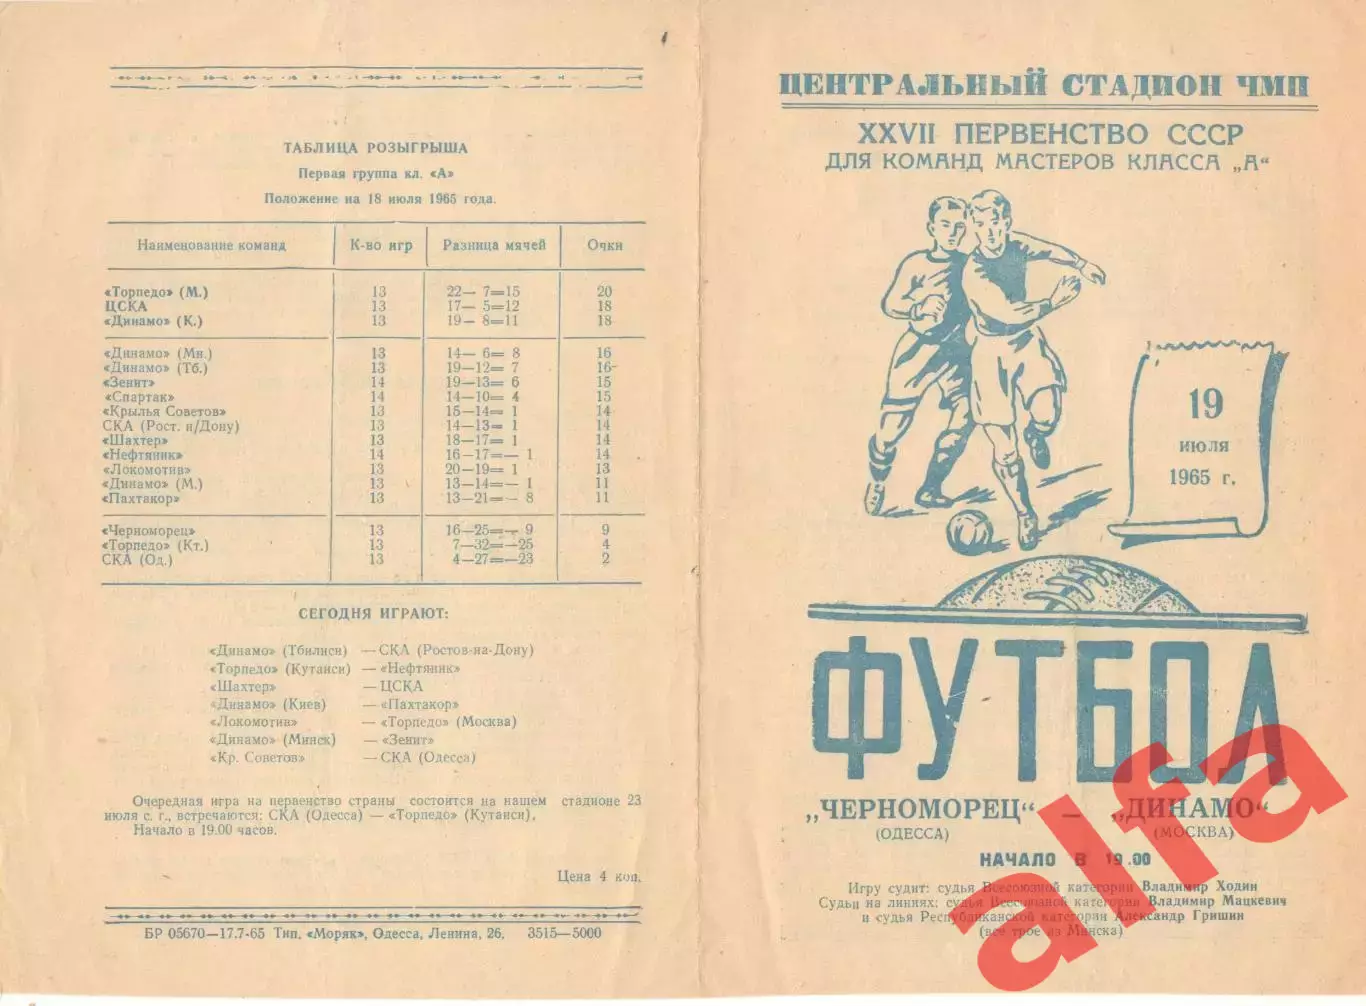 ТАБЛИЦА РОЗЫГРЫША
Первая группа кл. «А»
Положение на 18 июля 1965 года.
Наименование команд К-во игр Разница мячей Очки
«Торпедо» (М.) 13 22— 7=15 20
ЦСКА 13 17— 5=12 18
«Динамо» (К.) 13 19— 8=11 18
«Динамо» (Мн.) 13 14— 6= 8 16
«Динамо» (Тб.) 13 19—12= 7 16
«Зенит» 14 19—13= 6 15
«Спартак» 14 14—10= 4 15
«Крылья Советов» 13 15—14= 1 14
СКА (Рост. н/Дону) 13 14—13= 1 14
«Шахтер» 13 18—17= 1 14
«Нефтяник» 14 16—17=— 1 14
«Локомотив» 13 20—19= 1 13
«Динамо» (М.) 13 13—14=— 1 11
«Пахтакор» 13 13—21=— 8 11
«Черноморец» 13 16—25=— 9 9
«Торпедо» (Кт.) 13 7—32=—25 4
СКА (Од.) 13 4—27=—23 2
СЕГОДНЯ ИГРАЮТ:
«Динамо» (Тбилиси) — СКА (Ростов-на-Дону)
«Торпедо» (Кутаиси) — «Нефтяник»
«Шахтер» — ЦСКА
«Динамо» (Киев) — «Пахтакор»
«Локомотив» — «Торпедо» (Москва)
«Динамо» (Минск) — «Зенит»
«Кр. Советов» — СКА (Одесса)
Очередная игра на первенство страны состоится на нашем стадионе 23
июля с. г., встречаются: СКА (Одесса) — «Торпедо» (Кутаиси),
Начало в 19.00 часов.
Цена 4 коп.
БР 05670—17.7-65 Тип. «Моряк», Одесса, Ленина, 26. 3515—5000
ЦЕНТРАЛЬНЫЙ СТАДИОН ЧМП
XXVII ПЕРВЕНСТВО СССР
ДЛЯ КОМАНД МАСТЕРОВ КЛАССА „А“
19
июля
1965 г.
ФУТБОЛ
„ЧЕРНОМОРЕЦ“ — „ДИНАМО“
(ОДЕССА) (МОСКВА)
НАЧАЛО В 19.00
Игру судит: судья Всесоюзной категории Владимир Ходин
Судьи на линиях: судья Всесоюзной категории Владимир Мацкевич
и судья Республиканской категории Александр Гришин
(все трое из Минска)
alfa